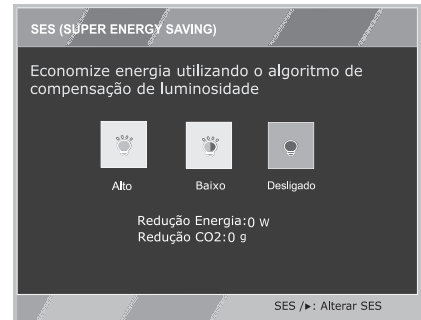 SES (SUPER ENERGY SAVING)
Economize energia utilizando o algoritmo de
compensação de luminosidade
Alto Baixo Desligado
Redução Energia:0 w
Redução CO2:0 g
SES /►: Alterar SES